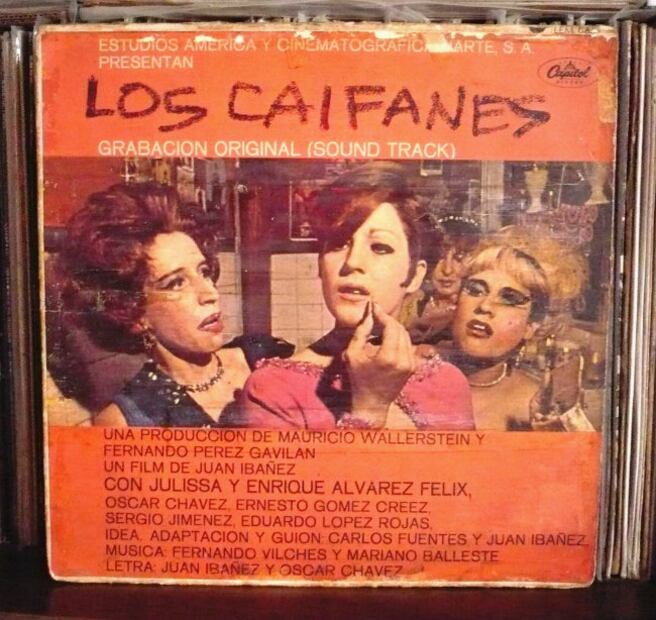 ESTUDIOS AMERICA Y CINEMATOGRAFICA MARTE, S. A.
PRESENTAN
Capitol
LOS CAIFANES
GRABACION ORIGINAL (SOUND TRACK)
UNA PRODUCCION DE MAURICIO WALLERSTEIN Y
FERNANDO PEREZ GAVILAN
UN FILM DE JUAN IBAÑEZ
CON JULISSA Y ENRIQUE ALVAREZ FELIX,
OSCAR CHAVEZ, ERNESTO GOMEZ CREEZ,
SERGIO JIMENEZ, EDUARDO LOPEZ ROJAS,
IDEA, ADAPTACION Y GUION: CARLOS FUENTES Y JUAN IBAÑEZ
MUSICA: FERNANDO VILCHES Y MARIANO BALLESTE
LETRA: JUAN IBAÑEZ Y OSCAR CHAVEZ